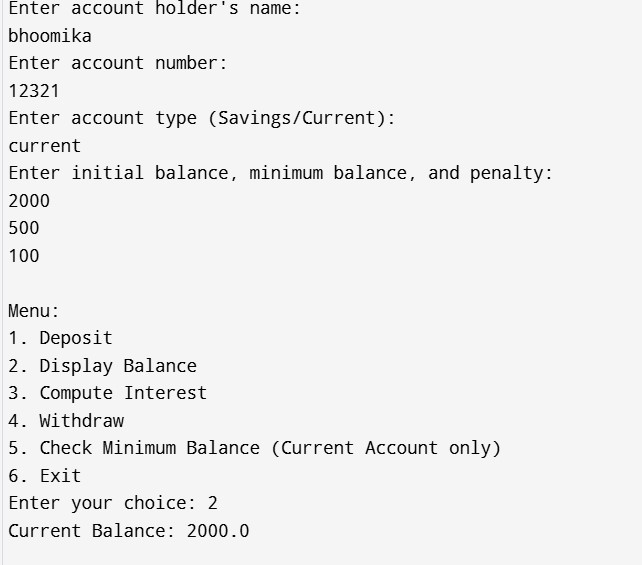 Enter account holder's name:
bhoomika
Enter account number:
12321
Enter account type (Savings/Current):
current
Enter initial balance, minimum balance, and penalty:
2000
500
100
Menu:
1. Deposit
2. Display Balance
3. Compute Interest
4. Withdraw
5. Check Minimum Balance (Current Account only)
6. Exit
Enter your choice: 2
Current Balance: 2000.0